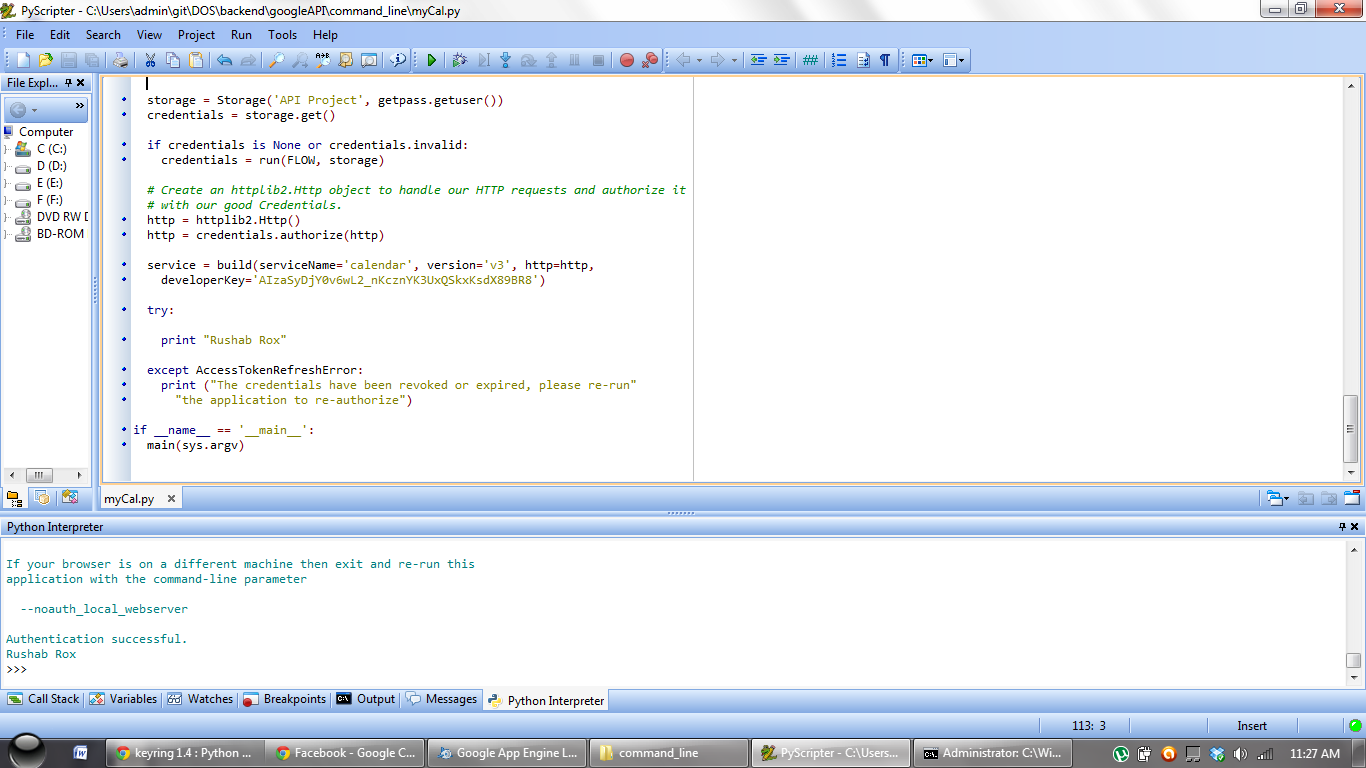 PyScripter - C:\Users\admin\git\DOS\backend\googleAPI\command_line\myCal.py
File Edit Search View Project Run Tools Help
File Expl...
Computer
C (C:)
D (D:)
E (E:)
F (F:)
DVD RW D
BD-ROM
storage = Storage('API Project', getpass.getuser())
credentials = storage.get()
if credentials is None or credentials.invalid:
credentials = run(FLOW, storage)
# Create an httplib2.Http object to handle our HTTP requests and authorize it
# with our good Credentials.
http = httplib2.Http()
http = credentials.authorize(http)
service = build(serviceName='calendar', version='v3', http=http,
developerKey='AIzaSyDjY0v6wL2_nKcznYK3UxQSkxKsdX89BR8')
try:
print "Rushab Rox"
except AccessTokenRefreshError:
print ("The credentials have been revoked or expired, please re-run"
"the application to re-authorize")
if __name__ == '__main__':
main(sys.argv)
myCal.py
Python Interpreter
If your browser is on a different machine then exit and re-run this
application with the command-line parameter
--noauth_local_webserver
Authentication successful.
Rushab Rox
>>>
Call Stack Variables Watches Breakpoints Output Messages Python Interpreter
113: 3 Insert
keyring 1.4 : Python ... Facebook - Google C... Google App Engine L... command_line PyScripter - C:\Users... Administrator: C:\Wi... 11:27 AM